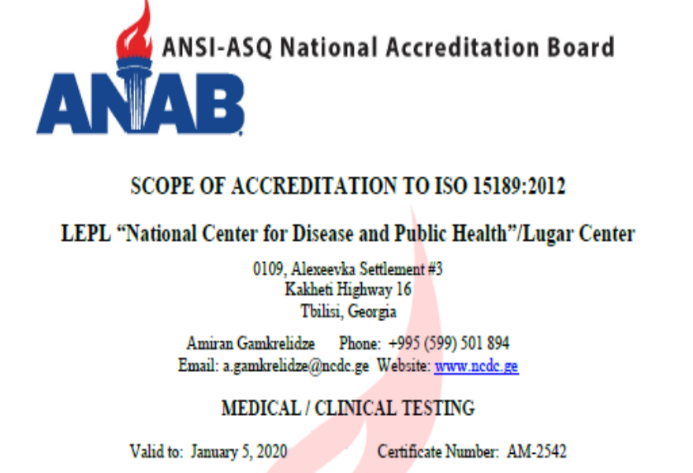 ANSI-ASQ National Accreditation Board
ANAB
SCOPE OF ACCREDITATION TO ISO 15189:2012
LEPL “National Center for Disease and Public Health”/Lugar Center
0109, Alexeevka Settlement #3
Kakheti Highway 16
Tbilisi, Georgia
Amiran Gamkrelidze Phone: +995 (599) 501 894
Email: a.gamkrelidze@ncdc.ge Website: www.ncdc.ge
MEDICAL / CLINICAL TESTING
Valid to: January 5, 2020 Certificate Number: AM-2542